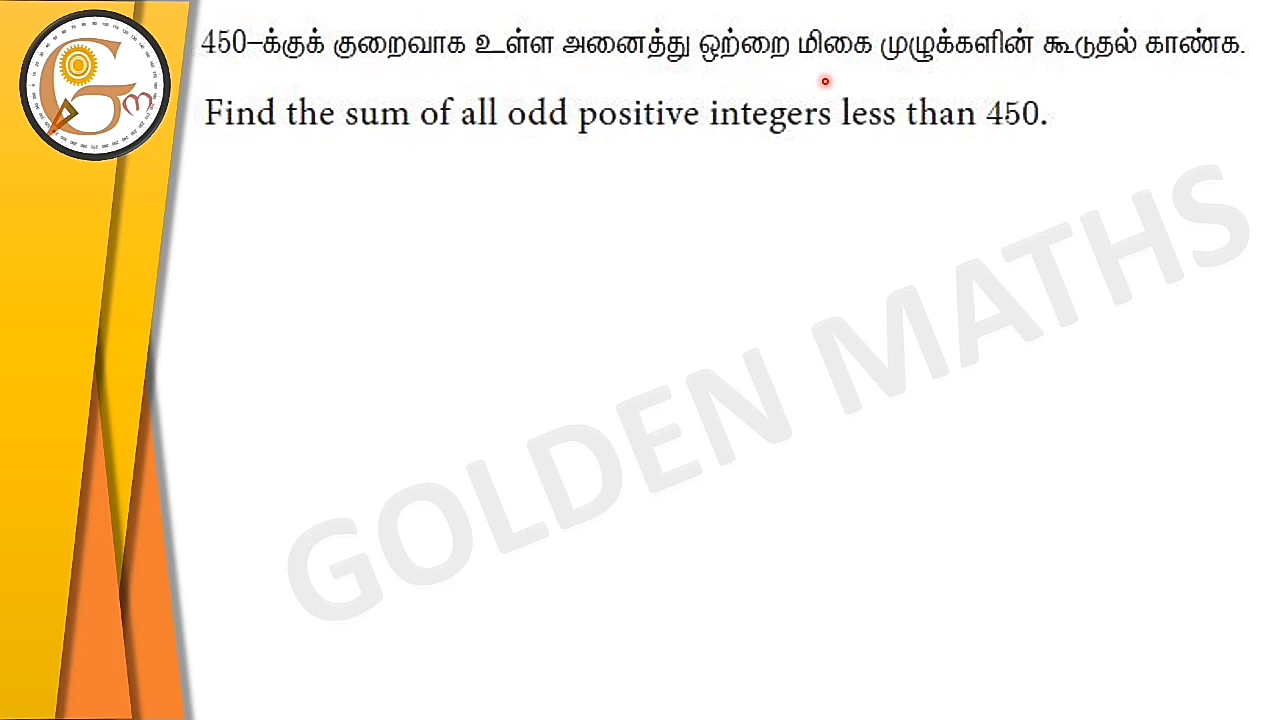 450–க்குக் குறைவாக உள்ள அனைத்து ஒற்றை மிகை முழுக்களின் கூடுதல் காண்க.
Find the sum of all odd positive integers less than 450.
GOLDEN MATHS